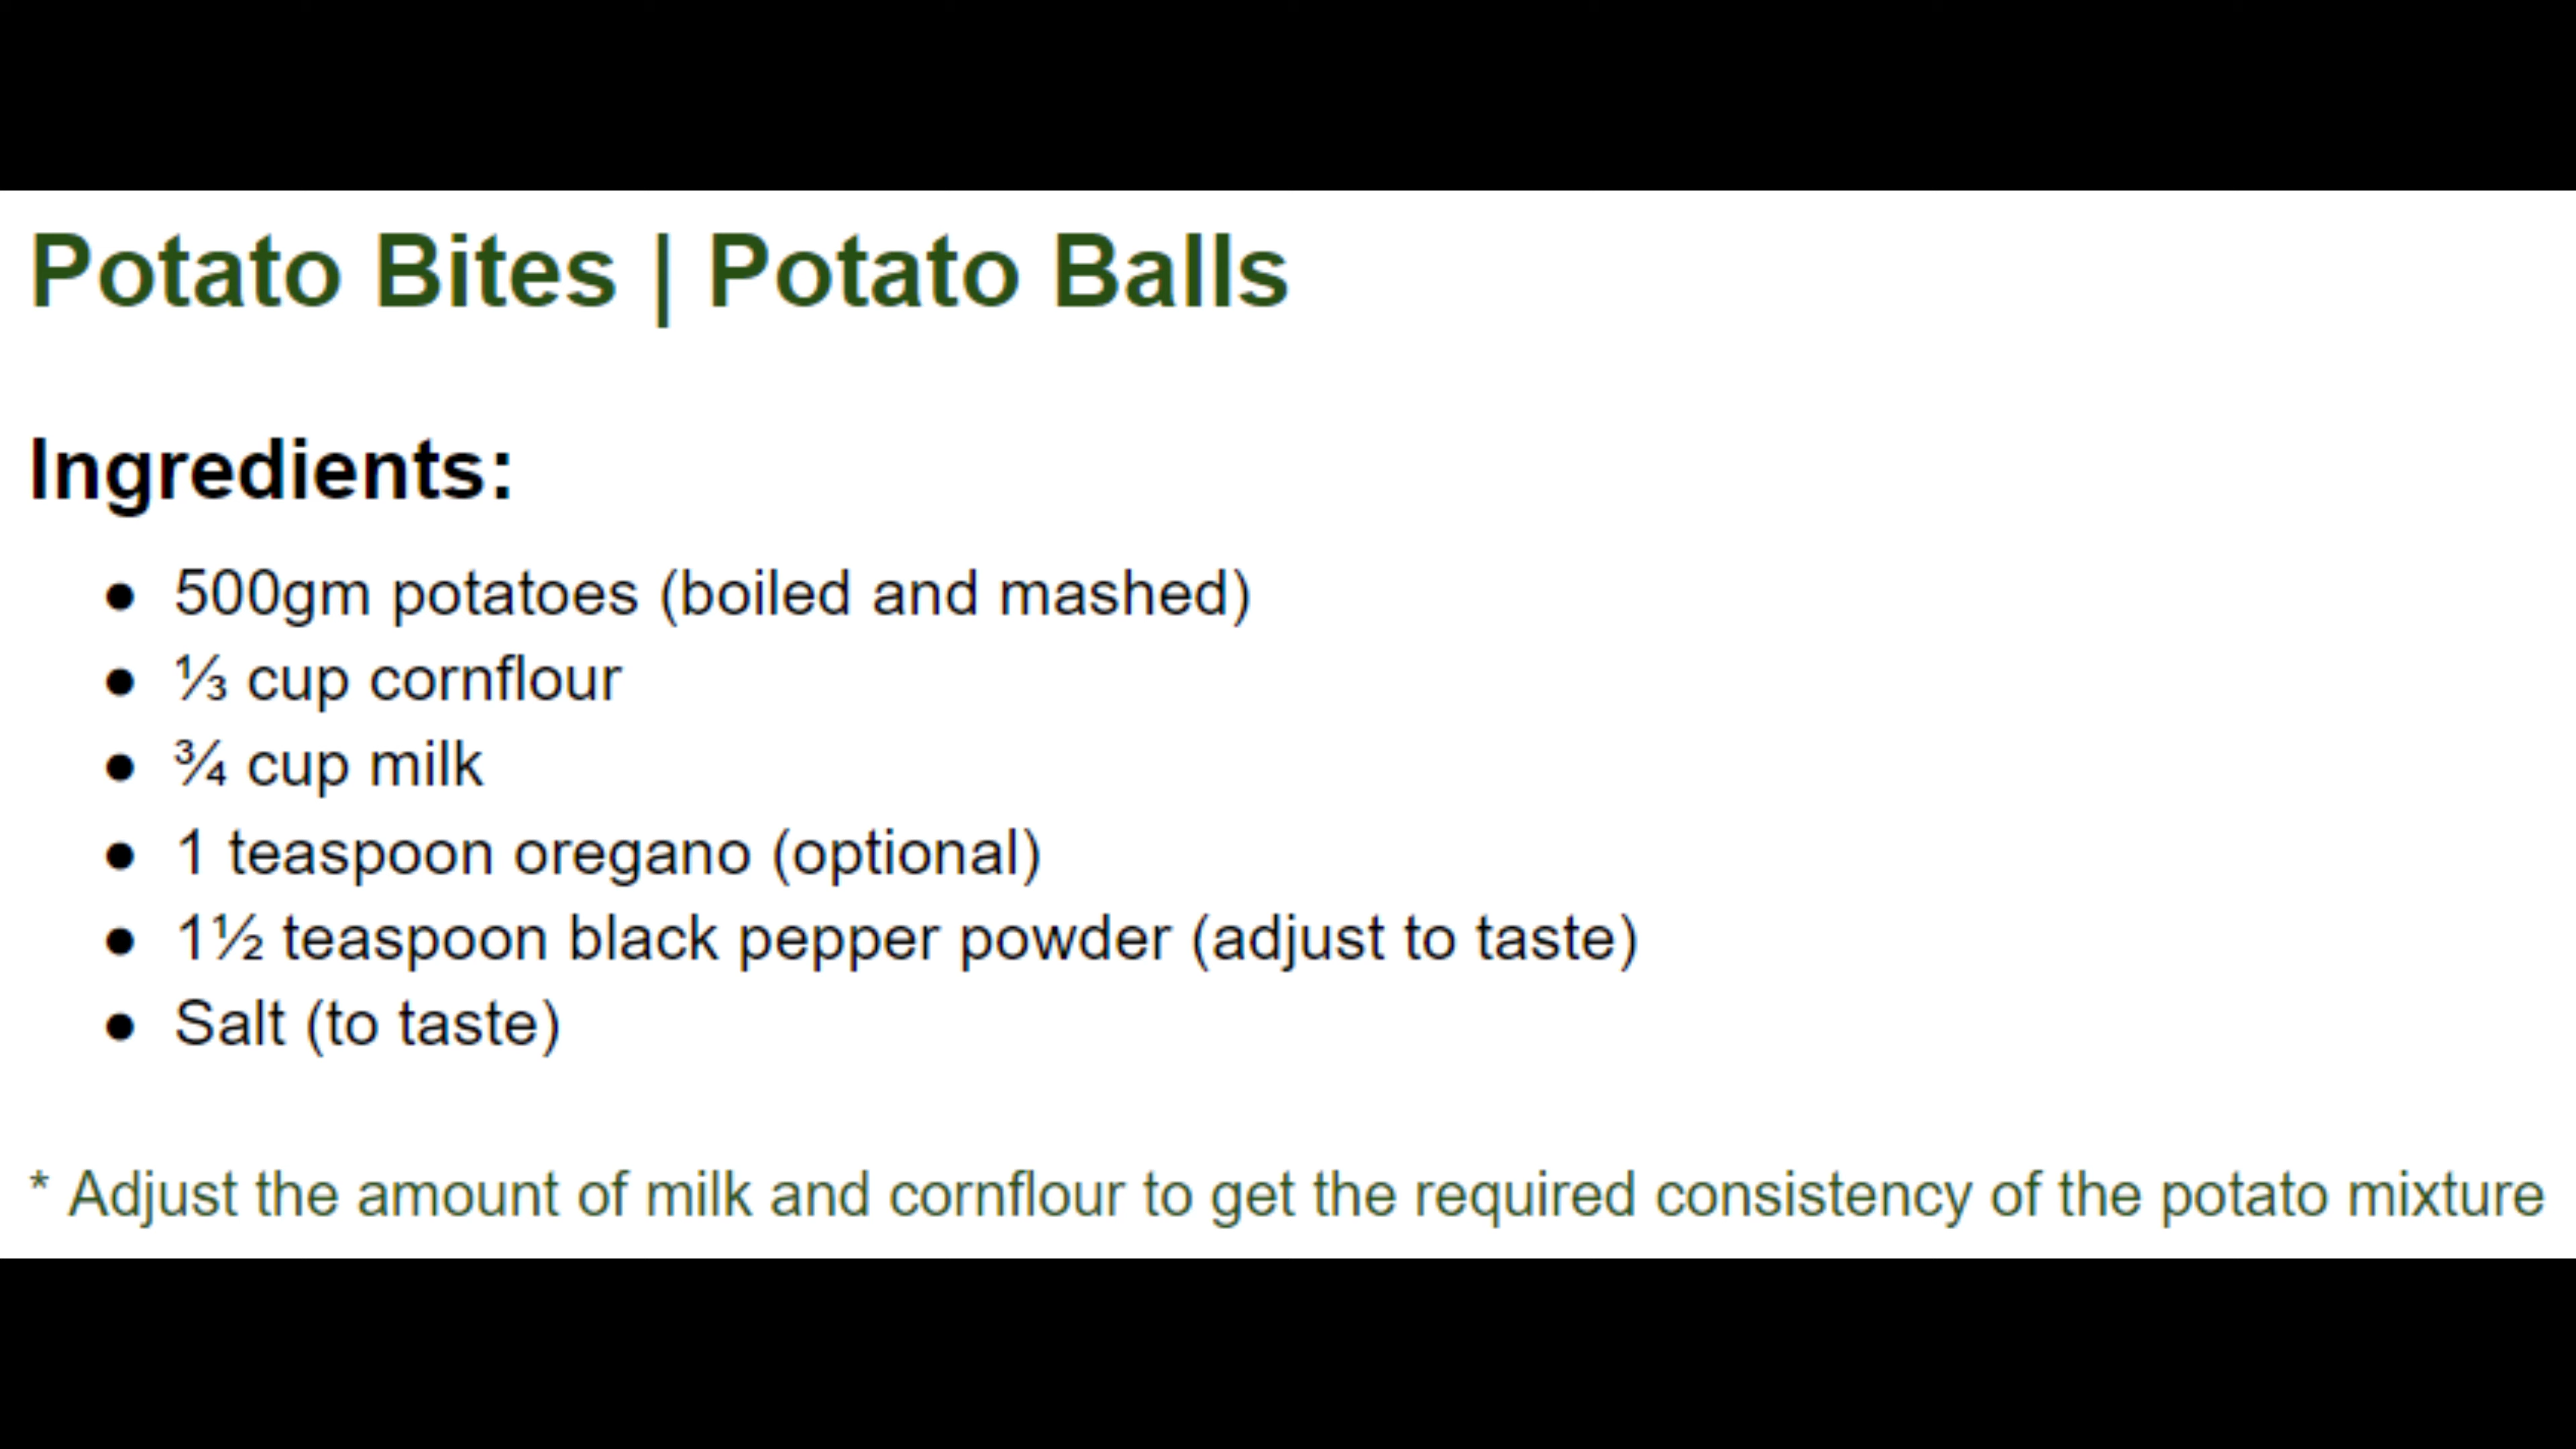 Potato Bites | Potato Balls
Ingredients:
● 500gm potatoes (boiled and mashed)
● ⅓ cup cornflour
● ¾ cup milk
● 1 teaspoon oregano (optional)
● 1½ teaspoon black pepper powder (adjust to taste)
● Salt (to taste)
* Adjust the amount of milk and cornflour to get the required consistency of the potato mixture